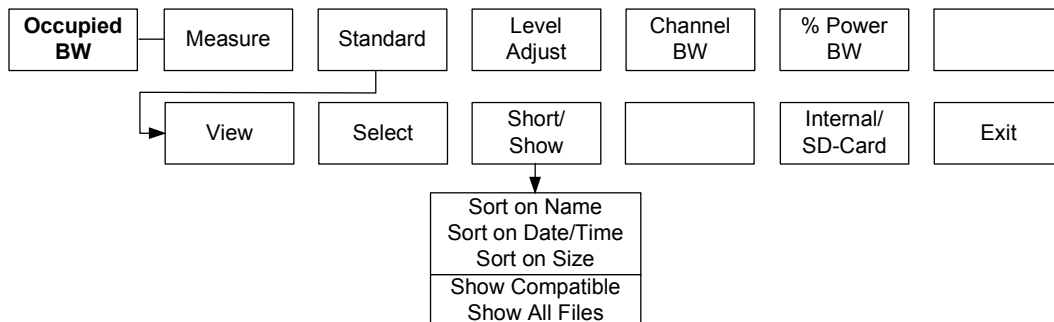 Occupied
BW
Measure
Standard
Level
Adjust
Channel
BW
% Power
BW
View
Select
Short/
Show
Internal/
SD-Card
Exit
Sort on Name
Sort on Date/Time
Sort on Size
Show Compatible
Show All Files